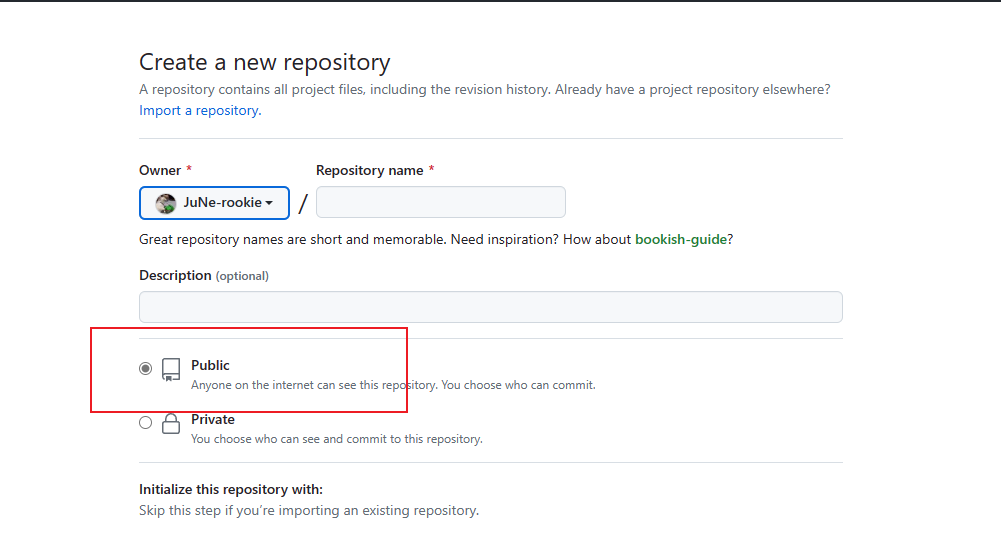 Create a new repository
A repository contains all project files, including the revision history. Already have a project repository elsewhere?
Import a repository.
Owner * Repository name *
JuNe-rookie /
Great repository names are short and memorable. Need inspiration? How about bookish-guide?
Description (optional)
Public
Anyone on the internet can see this repository. You choose who can commit.
Private
You choose who can see and commit to this repository.
Initialize this repository with:
Skip this step if you’re importing an existing repository.